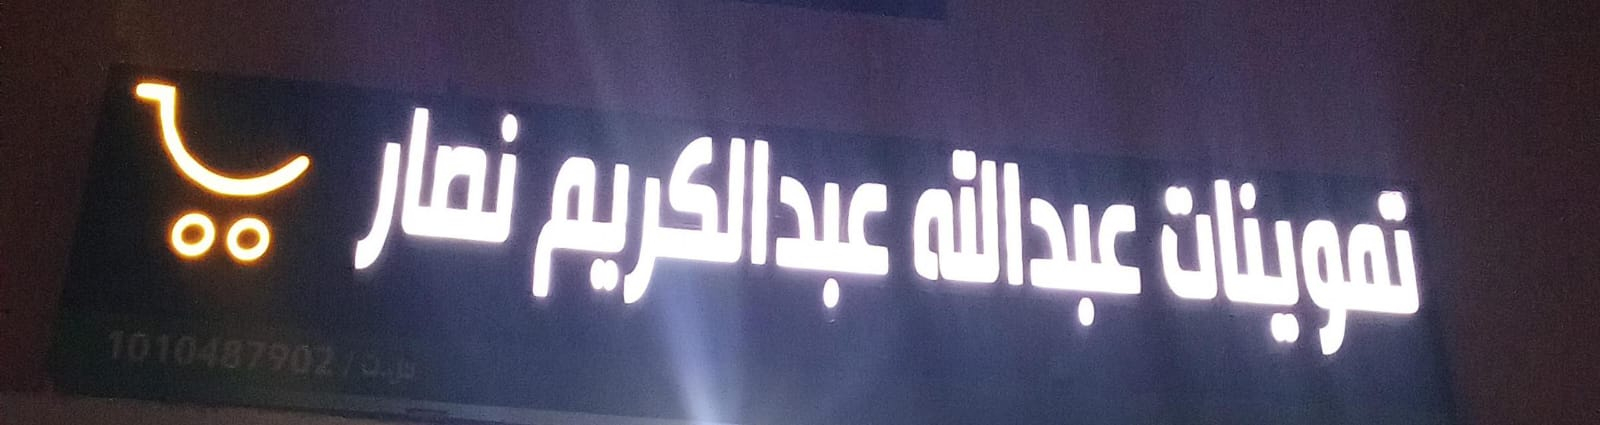 تموينات عبدالله عبدالكريم نصار
س.ت / 1010487902